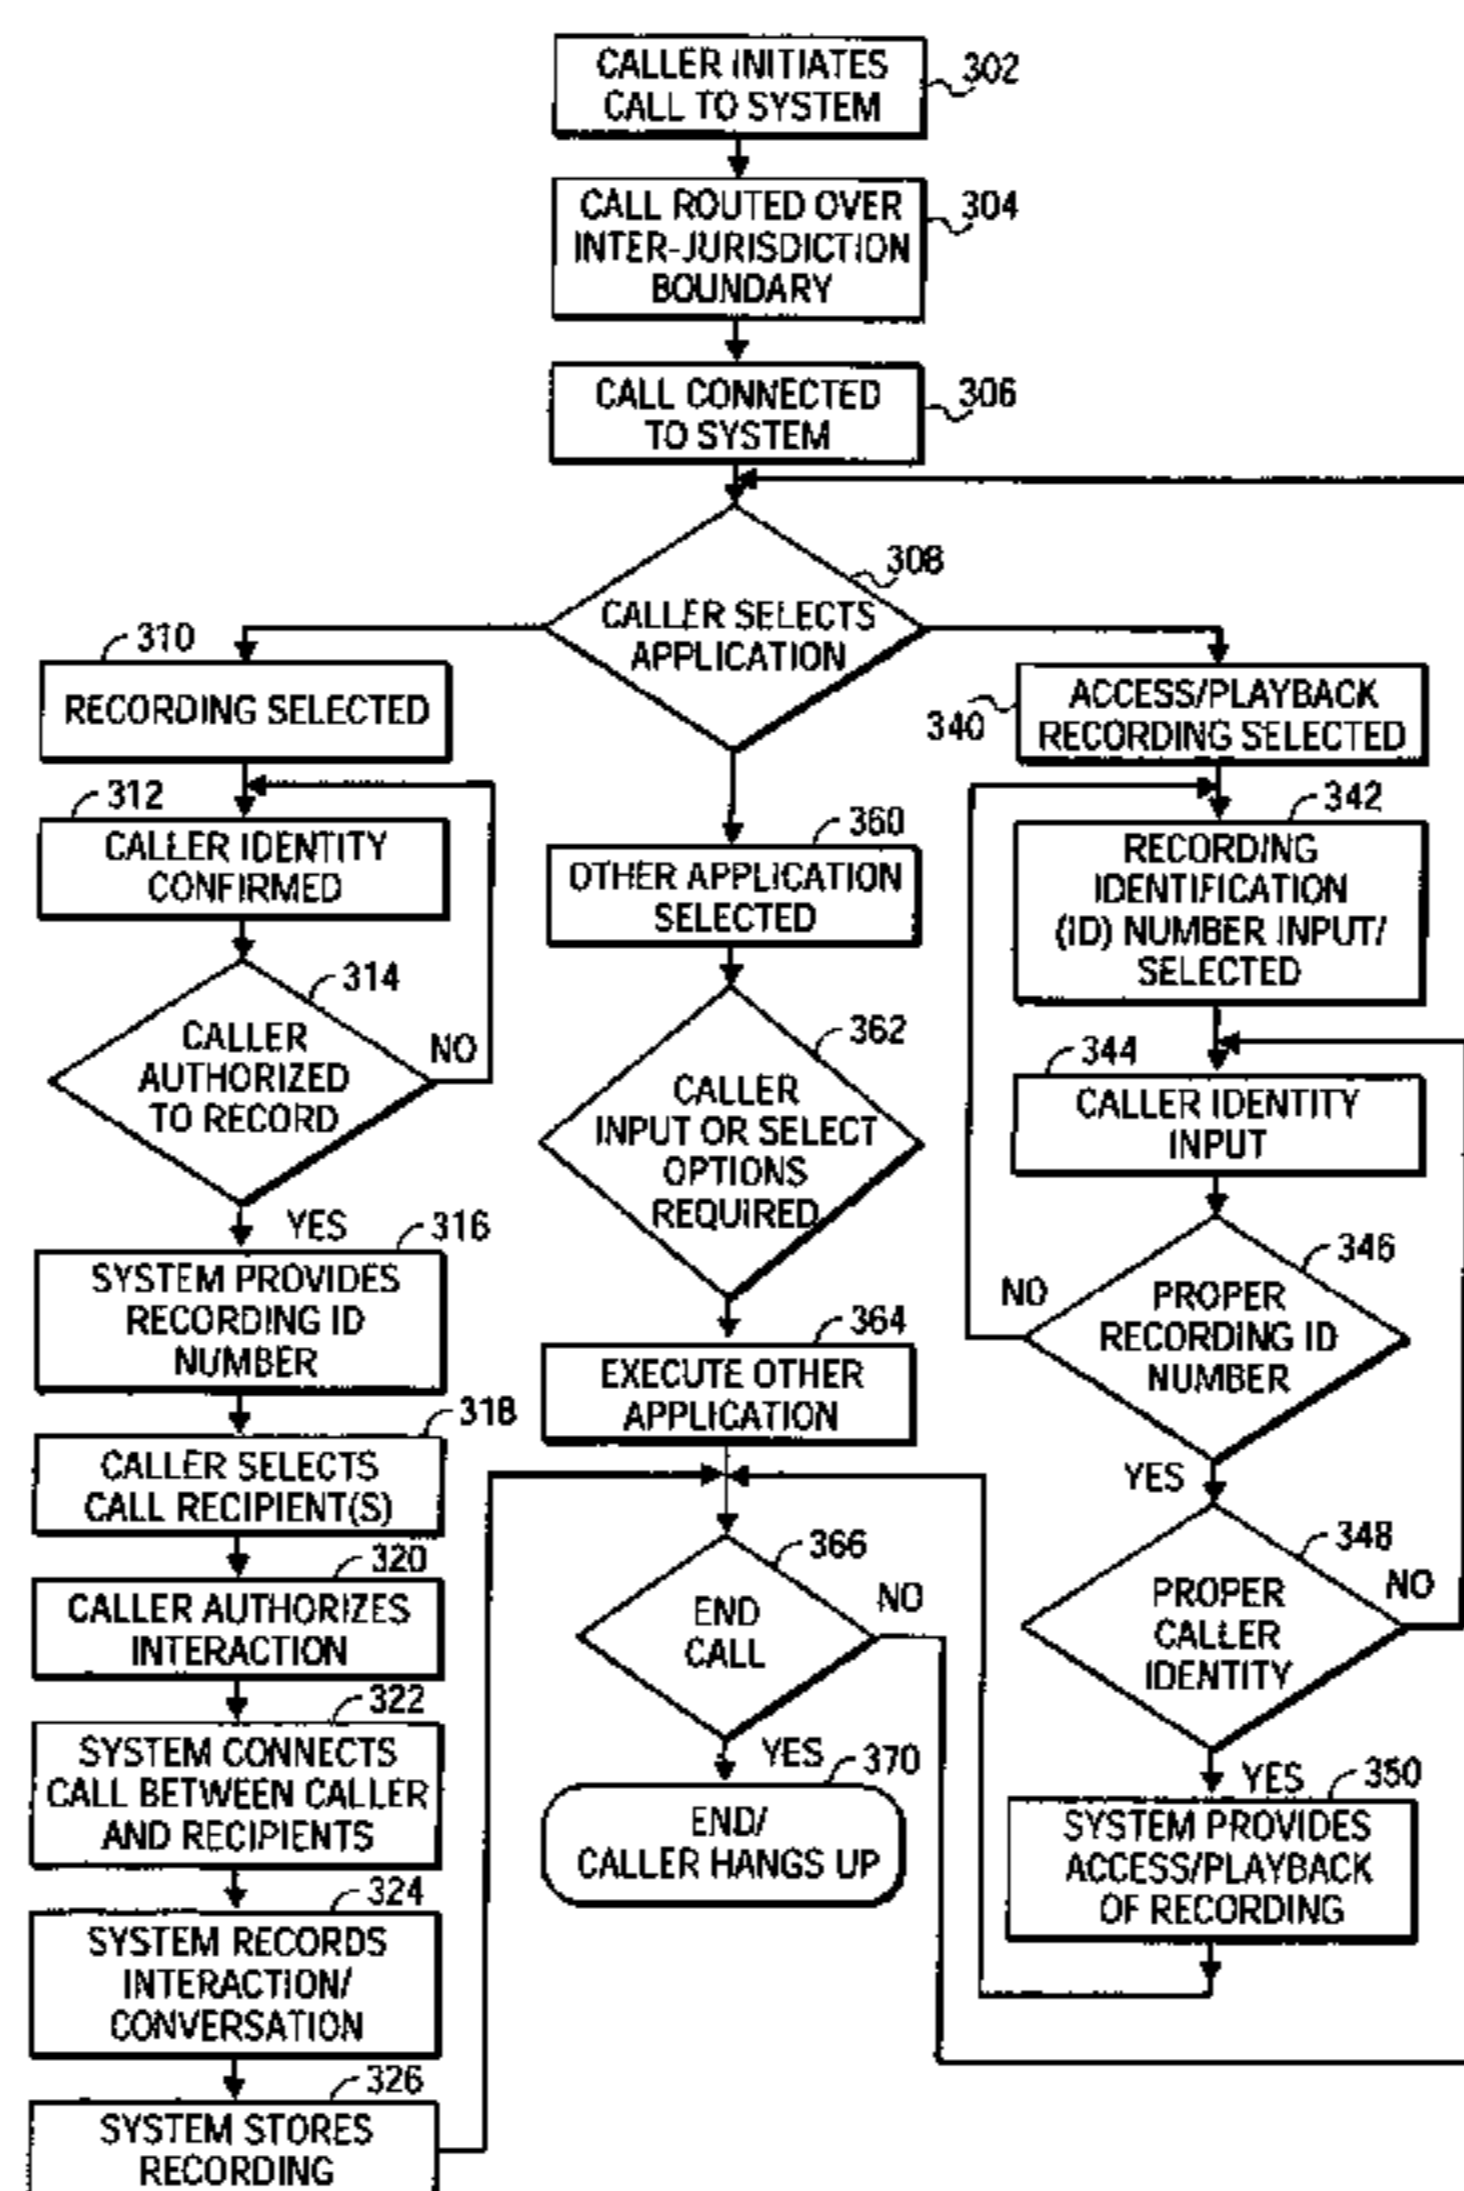 CALLER INITIATES
CALL TO SYSTEM
302
CALL ROUTED OVER
INTER-JURISDICTION
BOUNDARY
304
CALL CONNECTED
TO SYSTEM
306
CALLER SELECTS
APPLICATION
308
310
RECORDING SELECTED
312
CALLER IDENTITY
CONFIRMED
314
CALLER
AUTHORIZED
TO RECORD
NO
YES
316
SYSTEM PROVIDES
RECORDING ID
NUMBER
318
CALLER SELECTS
CALL RECIPIENT(S)
320
CALLER AUTHORIZES
INTERACTION
322
SYSTEM CONNECTS
CALL BETWEEN CALLER
AND RECIPIENTS
324
SYSTEM RECORDS
INTERACTION/
CONVERSATION
326
SYSTEM STORES
RECORDING
360
OTHER APPLICATION
SELECTED
362
CALLER
INPUT OR SELECT
OPTIONS
REQUIRED
364
EXECUTE OTHER
APPLICATION
366
END
CALL
NO
YES
370
END/
CALLER HANGS UP
340
ACCESS/PLAYBACK
RECORDING SELECTED
342
RECORDING
IDENTIFICATION
(ID) NUMBER INPUT/
SELECTED
344
CALLER IDENTITY
INPUT
346
PROPER
RECORDING ID
NUMBER
NO
YES
348
PROPER
CALLER
IDENTITY
NO
YES
350
SYSTEM PROVIDES
ACCESS/PLAYBACK
OF RECORDING